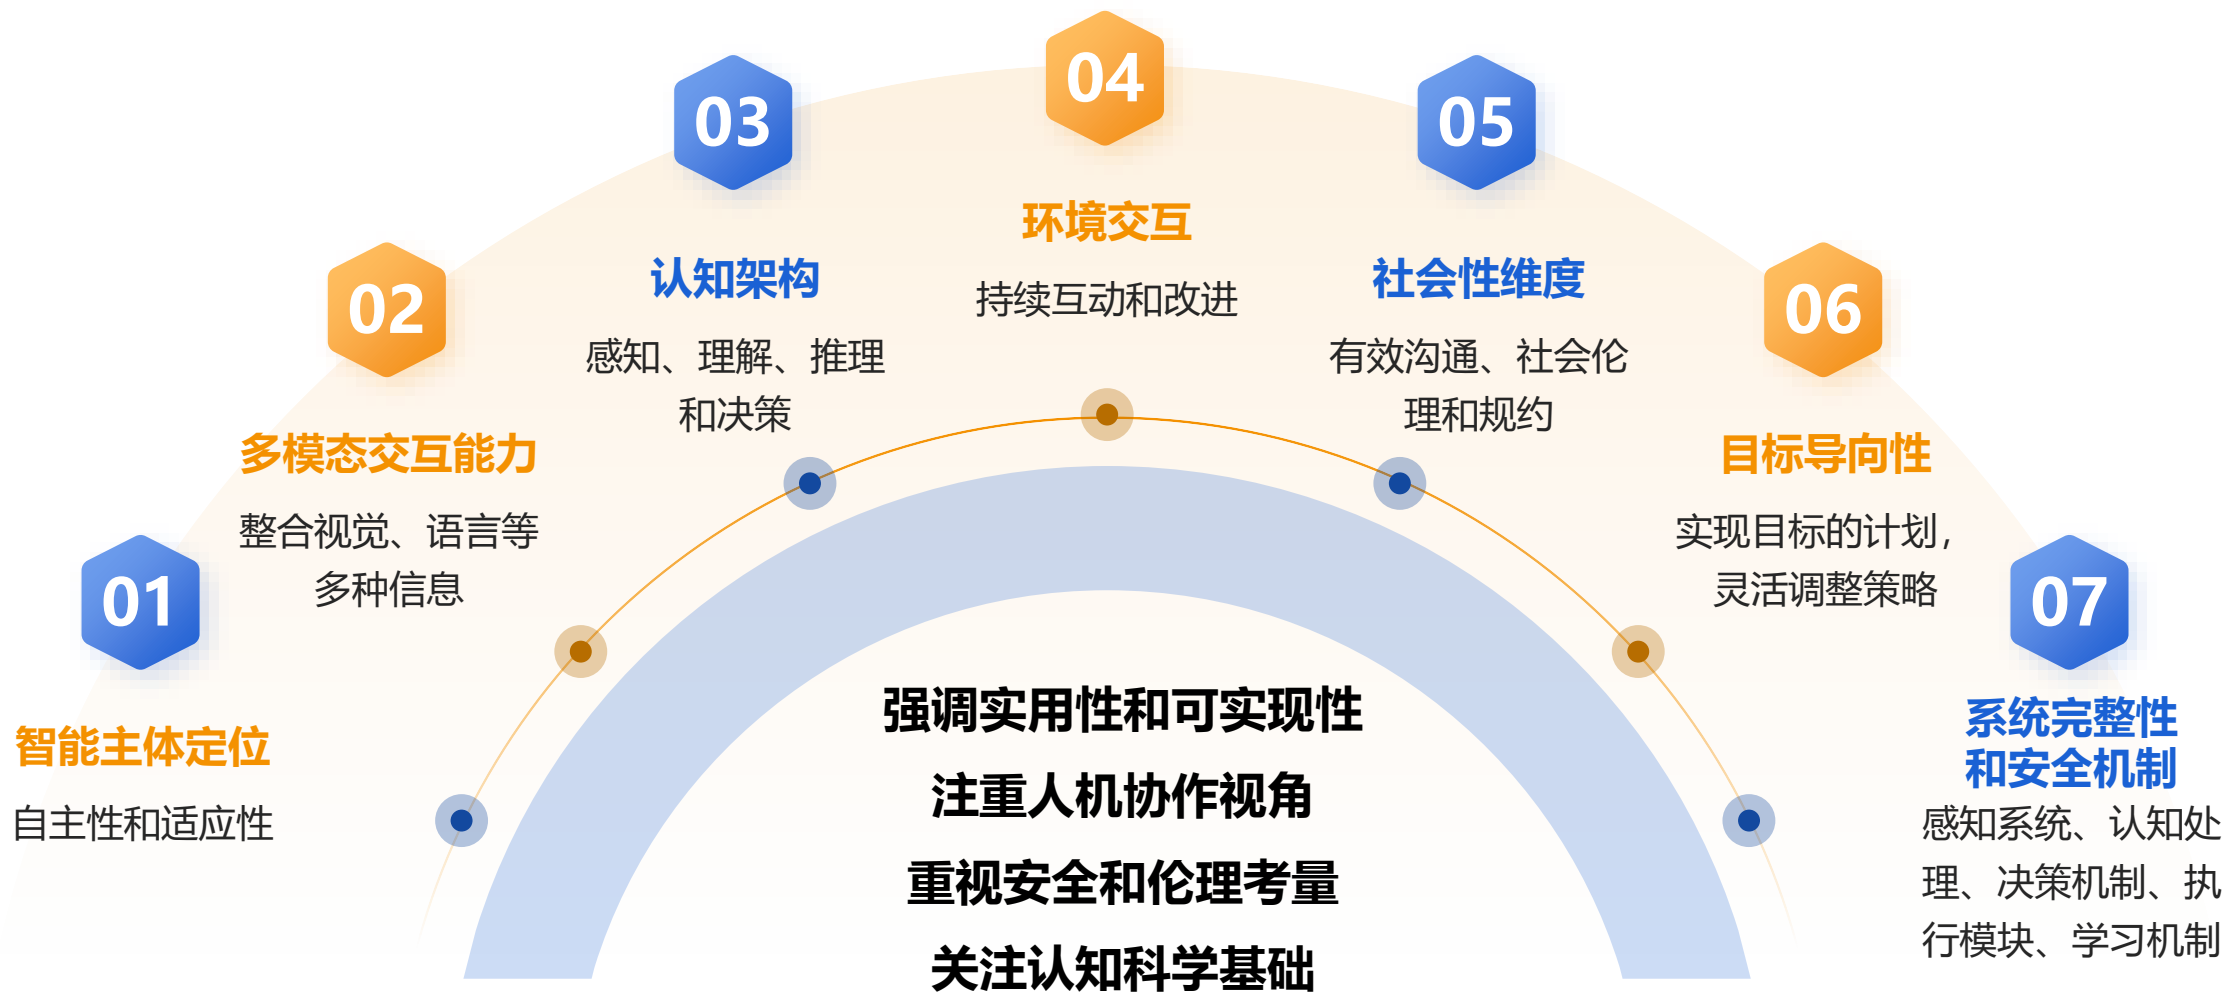 01
智能主体定位
自主性和适应性
02
多模态交互能力
整合视觉、语言等
多种信息
03
认知架构
感知、理解、推理
和决策
04
环境交互
持续互动和改进
05
社会性维度
有效沟通、社会伦
理和规约
06
目标导向性
实现目标的计划，
灵活调整策略
07
系统完整性
和安全机制
感知系统、认知处
理、决策机制、执
行模块、学习机制
强调实用性和可实现性
注重人机协作视角
重视安全和伦理考量
关注认知科学基础